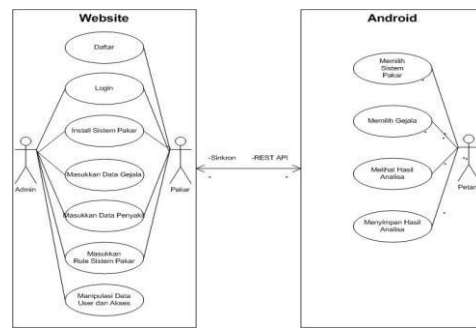 Website
Daftar
Login
Install Sistem Pakar
Masukkan Data Gejala
Masukkan Data Penyakit
Masukkan
Rule Sistem Pakar
Manipulasi Data
User dan Akses
Admin
Pakar
-Sinkron -REST API
Android
Memilih
Sistem
Pakar
Memilih Gejala
Melihat Hasil
Analisa
Menyimpan Hasil
Analisa
Petani